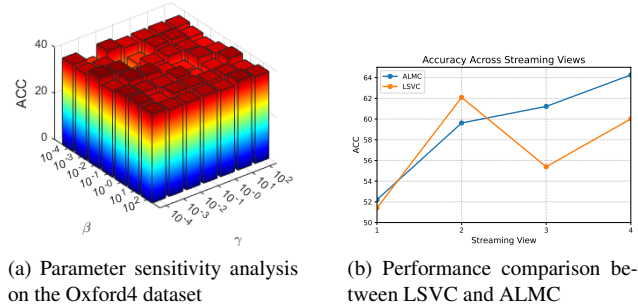 40
20
0
ACC
10^-4
10^-3
10^-2
10^-1
10^-0
10^1
10^2
β
10^-4
10^-3
10^-2
10^-1
10^-0
10^1
10^2
γ
Accuracy Across Streaming Views
ALMC
LSVC
64
62
60
58
56
54
52
50
ACC
1
2
3
4
Streaming View
(a) Parameter sensitivity analysis
on the Oxford4 dataset
(b) Performance comparison be-
tween LSVC and ALMC